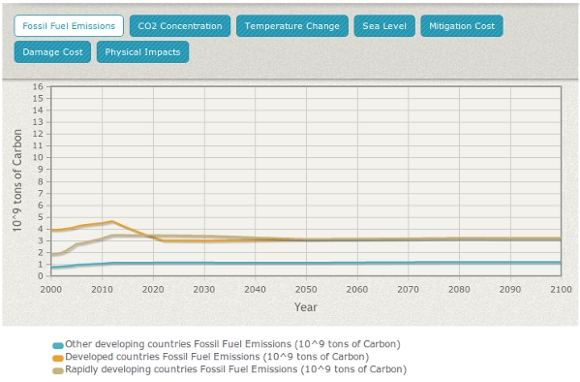 Fossil Fuel Emissions CO2 Concentration Temperature Change Sea Level Mitigation Cost
Damage Cost Physical Impacts
16
15
14
13
12
11
10
9
8
7
6
5
4
3
2
1
0
10^9 tons of Carbon
2000 2010 2020 2030 2040 2050 2060 2070 2080 2090 2100
Year
Other developing countries Fossil Fuel Emissions (10^9 tons of Carbon)
Developed countries Fossil Fuel Emissions (10^9 tons of Carbon)
Rapidly developing countries Fossil Fuel Emissions (10^9 tons of Carbon)